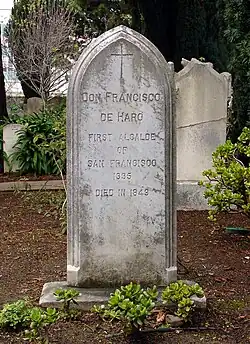 DON FRANCISCO
DE HARO
FIRST ALCALDE
OF
SAN FRANCISCO
1835
DIED IN 1849